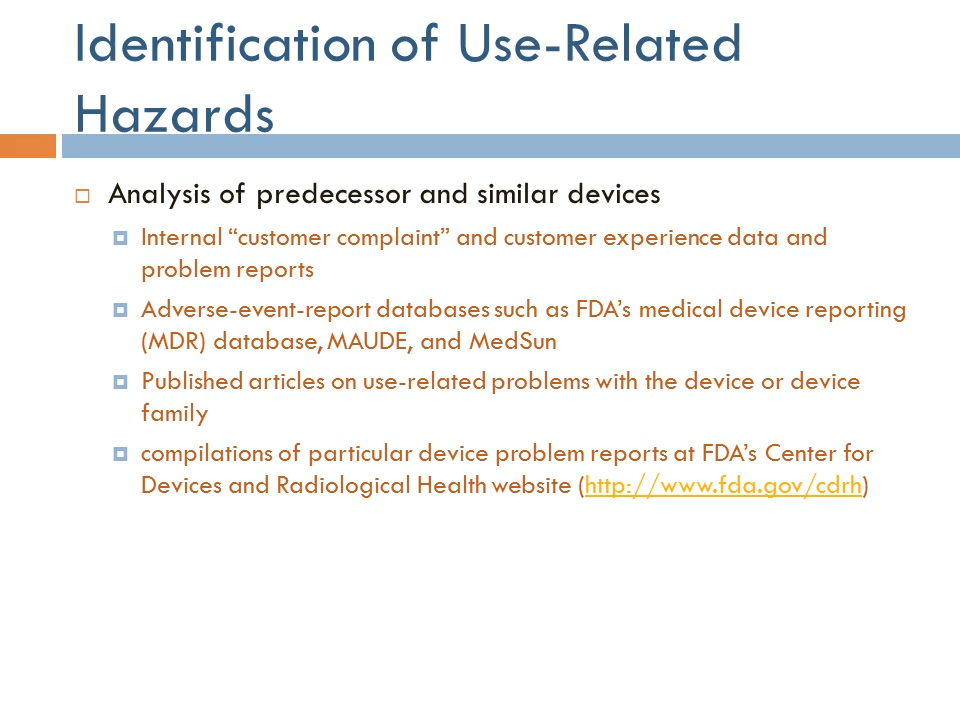 Identification of Use-Related
Hazards
Analysis of predecessor and similar devices
Internal “customer complaint” and customer experience data and
problem reports
Adverse-event-report databases such as FDA’s medical device reporting
(MDR) database, MAUDE, and MedSun
Published articles on use-related problems with the device or device
family
compilations of particular device problem reports at FDA’s Center for
Devices and Radiological Health website (http://www.fda.gov/cdrh)